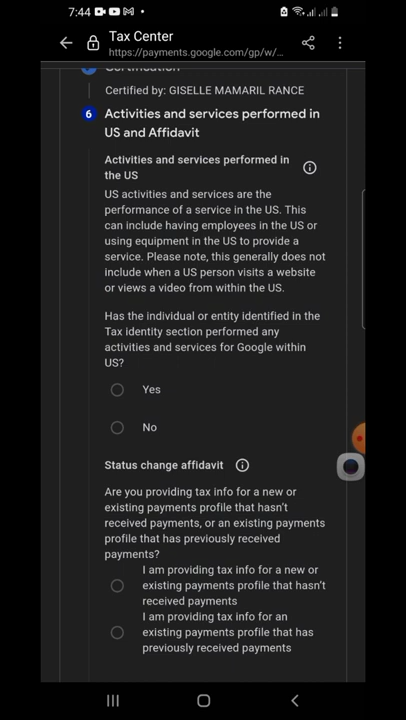 7:44
Tax Center
https://payments.google.com/gp/w/...
Certification
Certified by: GISELLE MAMARIL RANCE
6 Activities and services performed in
US and Affidavit
Activities and services performed in
the US
US activities and services are the
performance of a service in the US. This
can include having employees in the US or
using equipment in the US to provide a
service. Please note, this generally does not
include when a US person visits a website
or views a video from within the US.
Has the individual or entity identified in the
Tax identity section performed any
activities and services for Google within
US?
Yes
No
Status change affidavit
Are you providing tax info for a new or
existing payments profile that hasn't
received payments, or an existing payments
profile that has previously received
payments?
I am providing tax info for a new or
existing payments profile that hasn't
received payments
I am providing tax info for an
existing payments profile that has
previously received payments